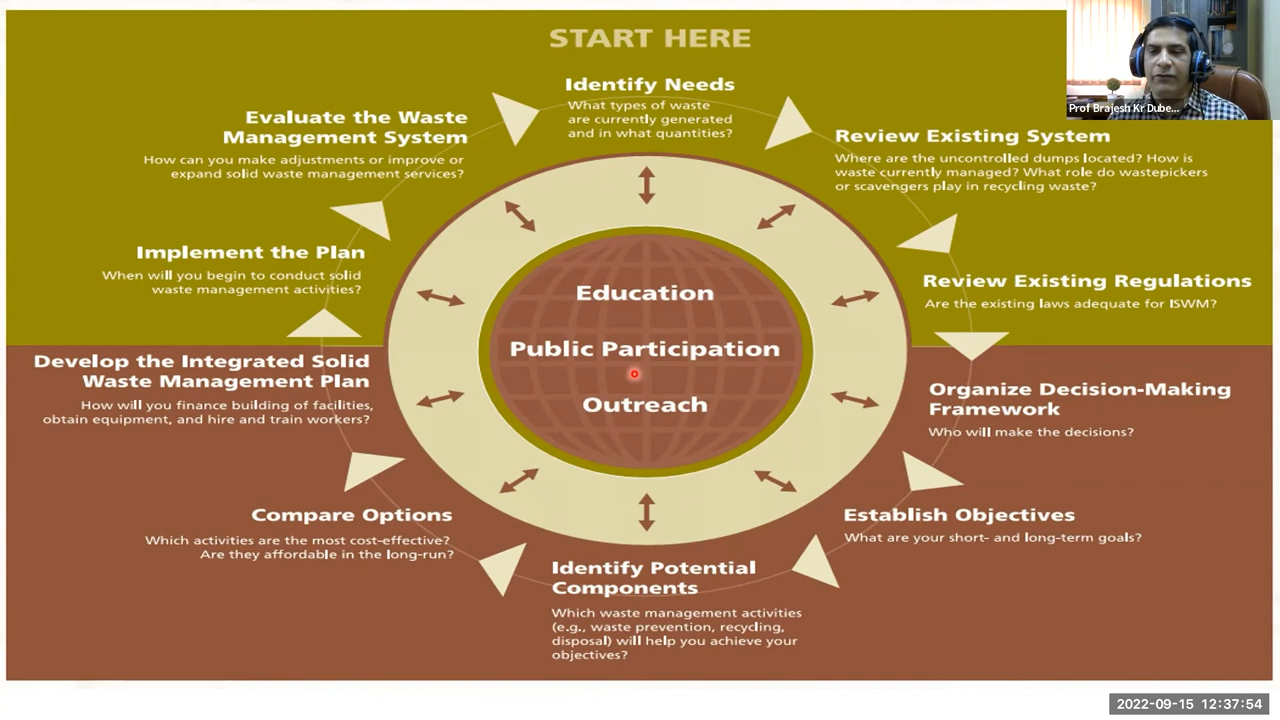 START HERE
Identify Needs
What types of waste
are currently generated
and in what quantities?
Review Existing System
Where are the uncontrolled dumps located? How is
waste currently managed? What role do wastepickers
or scavengers play in recycling waste?
Review Existing Regulations
Are the existing laws adequate for ISWM?
Organize Decision-Making
Framework
Who will make the decisions?
Establish Objectives
What are your short- and long-term goals?
Identify Potential
Components
Which waste management activities
(e.g., waste prevention, recycling,
disposal) will help you achieve your
objectives?
Compare Options
Which activities are the most cost-effective?
Are they affordable in the long-run?
Develop the Integrated Solid
Waste Management Plan
How will you finance building of facilities,
obtain equipment, and hire and train workers?
Implement the Plan
When will you begin to conduct solid
waste management activities?
Evaluate the Waste
Management System
How can you make adjustments or improve or
expand solid waste management services?
Education
Public Participation
Outreach
Prof Brajesh Kr Dube...
2022-09-15 12:37:54